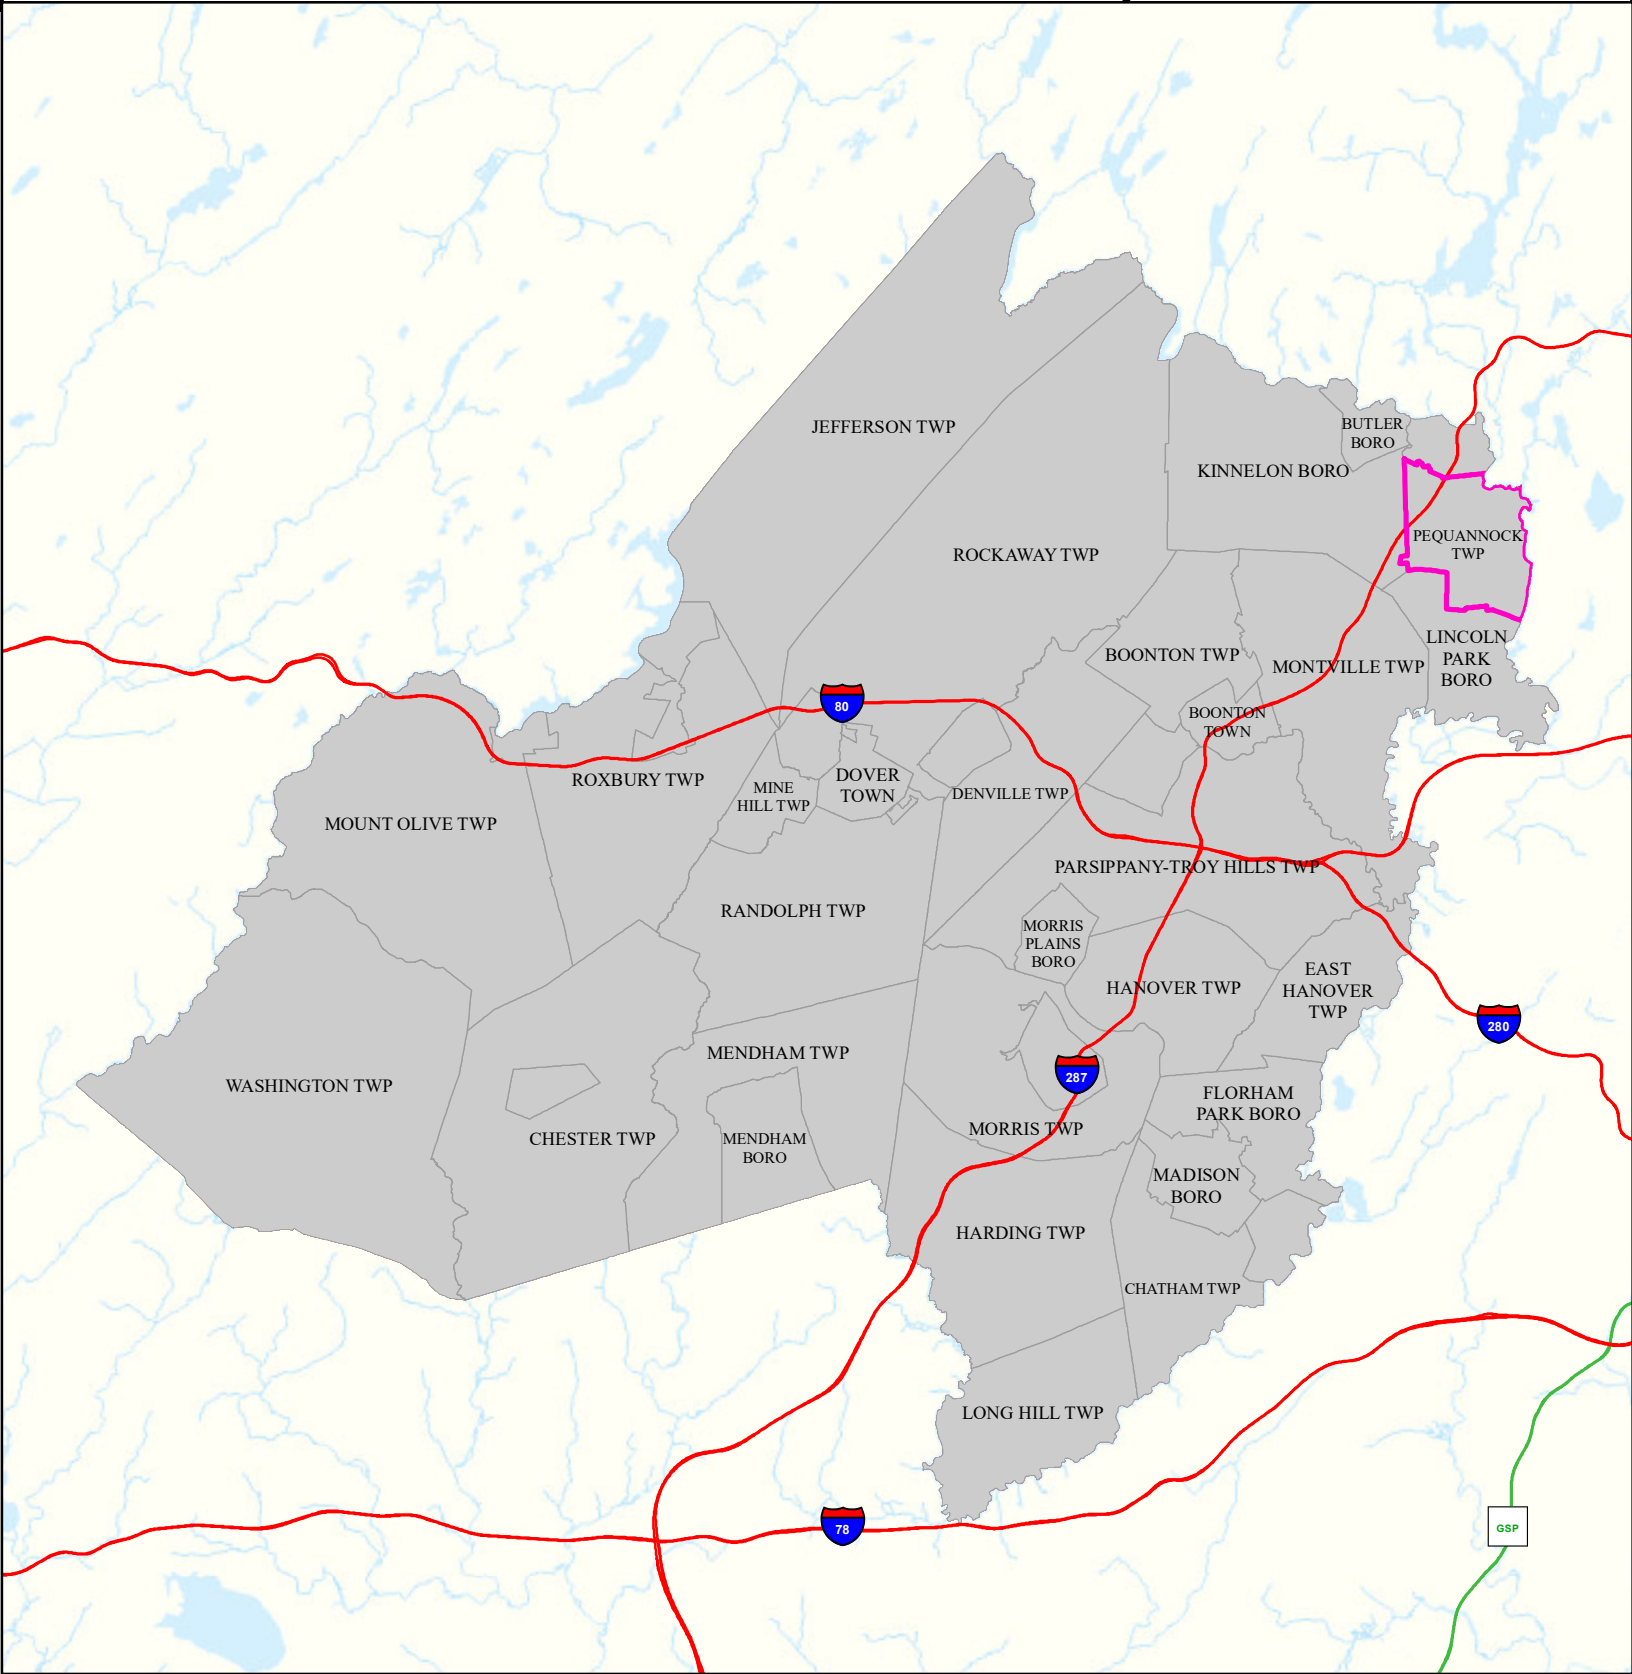 JEFFERSON TWP
BUTLER
BORO
KINNELON BORO
PEQUANNOCK
TWP
ROCKAWAY TWP
LINCOLN
PARK
BORO
BOONTON TWP
MONTVILLE TWP
80
BOONTON
TOWN
ROXBURY TWP
MINE
HILL TWP
DOVER
TOWN
DENVILLE TWP
MOUNT OLIVE TWP
PARSIPPANY-TROY HILLS TWP
RANDOLPH TWP
MORRIS
PLAINS
BORO
EAST
HANOVER
TWP
HANOVER TWP
280
MENDHAM TWP
287
WASHINGTON TWP
FLORHAM
PARK BORO
CHESTER TWP
MENDHAM
BORO
MORRIS TWP
MADISON
BORO
HARDING TWP
CHATHAM TWP
LONG HILL TWP
78
GSP